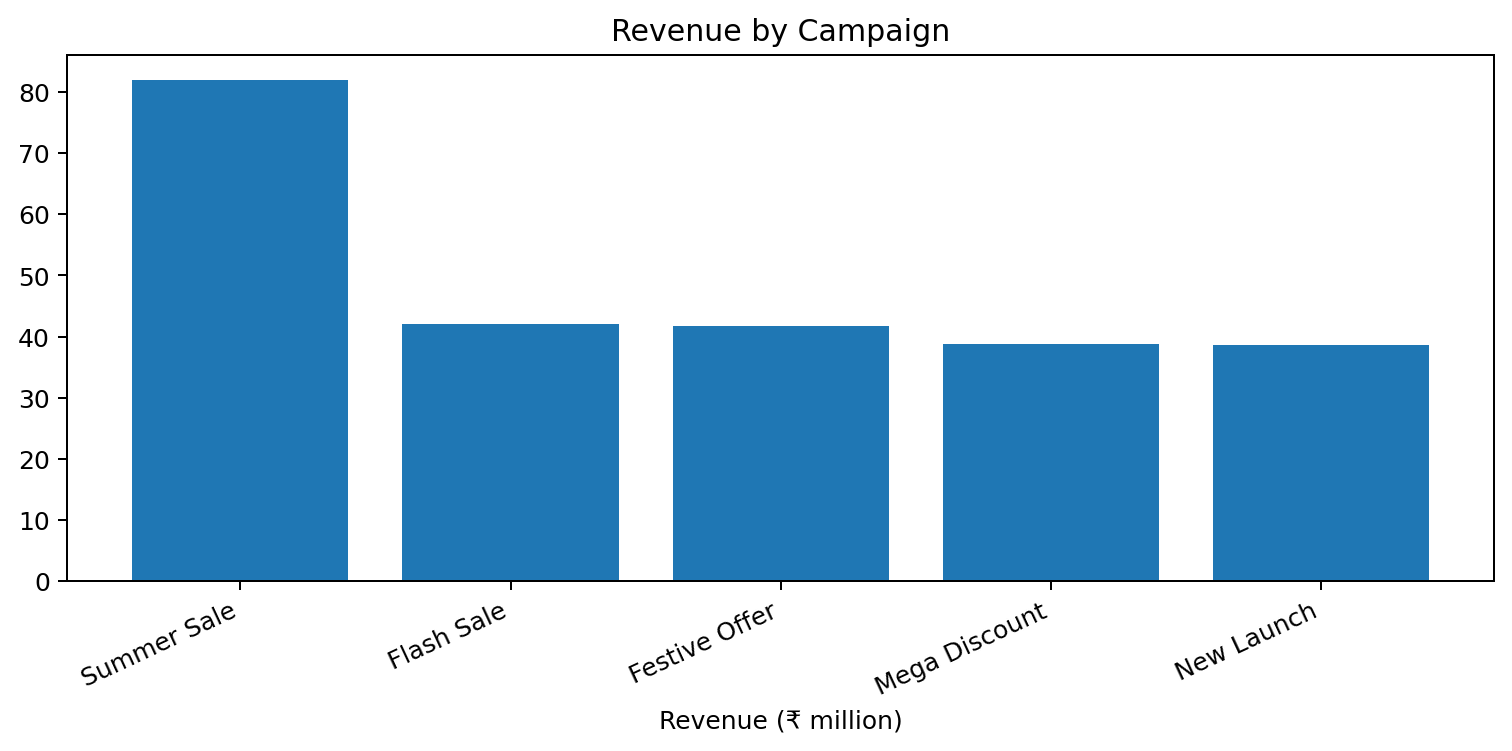 Revenue by Campaign
80
70
60
50
40
30
20
10
0
Summer Sale
Flash Sale
Festive Offer
Mega Discount
New Launch
Revenue (₹ million)